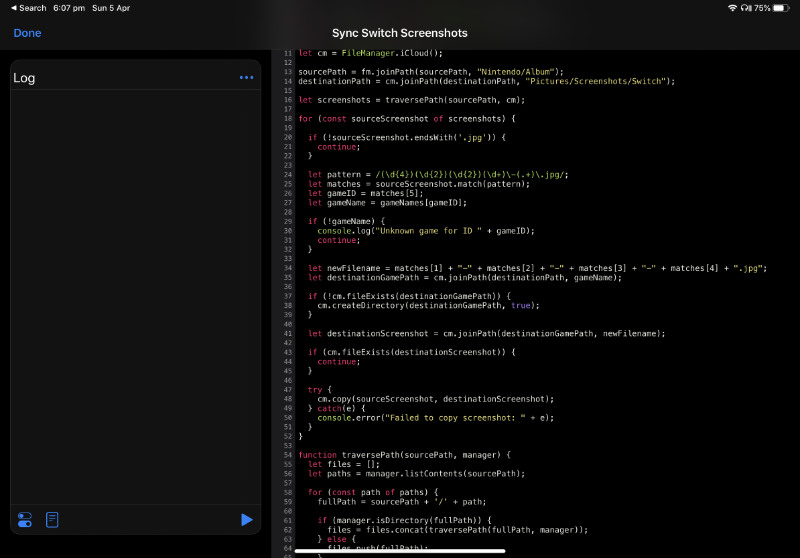 ◄ Search 6:07 pm Sun 5 Apr 75%
Done
Sync Switch Screenshots
Log
11 let cm = FileManager.iCloud();
12
13 sourcePath = fm.joinPath(sourcePath, "Nintendo/Album");
14 destinationPath = cm.joinPath(destinationPath, "Pictures/Screenshots/Switch");
15
16 let screenshots = traversePath(sourcePath, cm);
17
18 for (const sourceScreenshot of screenshots) {
19
20 if (!sourceScreenshot.endsWith('.jpg')) {
21 continue;
22 }
23
24 let pattern = /(\d{4})(\d{2})(\d{2})(\d+)\-(.+)\.jpg/;
25 let matches = sourceScreenshot.match(pattern);
26 let gameID = matches[5];
27 let gameName = gameNames[gameID];
28
29 if (!gameName) {
30 console.log("Unknown game for ID " + gameID);
31 continue;
32 }
33
34 let newFilename = matches[1] + "-" + matches[2] + "-" + matches[3] + "-" + matches[4] + ".jpg";
35 let destinationGamePath = cm.joinPath(destinationPath, gameName);
36
37 if (!cm.fileExists(destinationGamePath)) {
38 cm.createDirectory(destinationGamePath, true);
39 }
40
41 let destinationScreenshot = cm.joinPath(destinationGamePath, newFilename);
42
43 if (cm.fileExists(destinationScreenshot)) {
44 continue;
45 }
46
47 try {
48 cm.copy(sourceScreenshot, destinationScreenshot);
49 } catch(e) {
50 console.error("Failed to copy screenshot: " + e);
51 }
52 }
53
54 function traversePath(sourcePath, manager) {
55 let files = [];
56 let paths = manager.listContents(sourcePath);
57
58 for (const path of paths) {
59 fullPath = sourcePath + '/' + path;
60
61 if (manager.isDirectory(fullPath)) {
62 files = files.concat(traversePath(fullPath, manager));
63 } else {
64 files.push(fullPath);
65 }